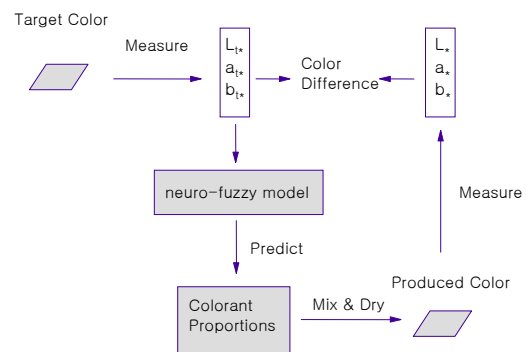 Target Color
Measure
Lt*
at*
bt*
Color
Difference
L*
a*
b*
neuro-fuzzy model
Measure
Predict
Produced Color
Colorant
Proportions
Mix & Dry